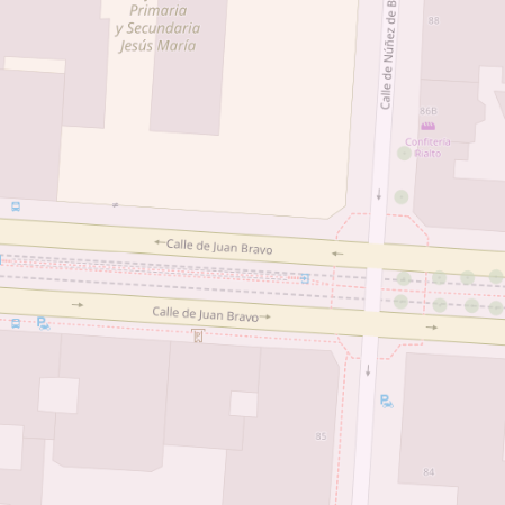 Primaria
y Secundaria
Jesús María
Calle de Núñez de B
88
86B
Confitería
Rialto
Calle de Juan Bravo
Calle de Juan Bravo
85
84